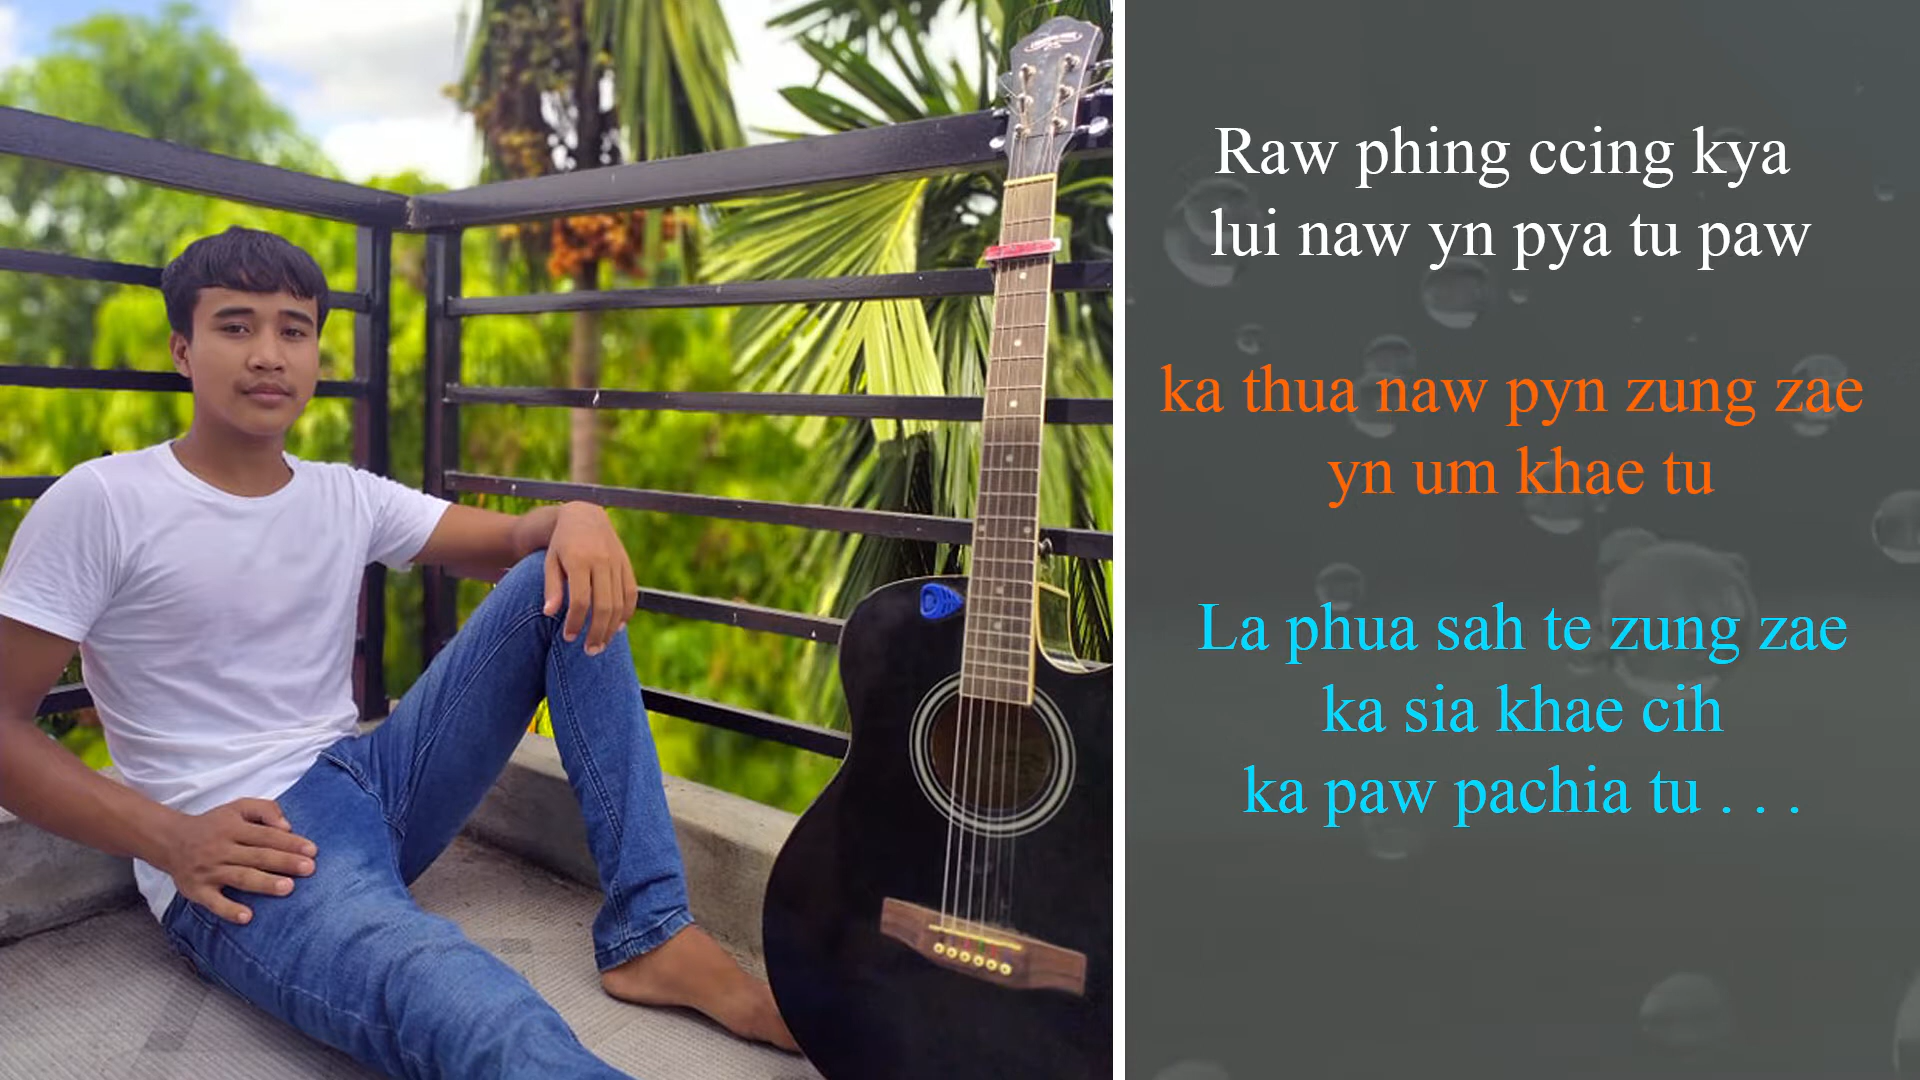 Raw phing ccing kya
lui naw yn pya tu paw
ka thua naw pyn zung zae
yn um khae tu
La phua sah te zung zae
ka sia khae cih
ka paw pachia tu . . .